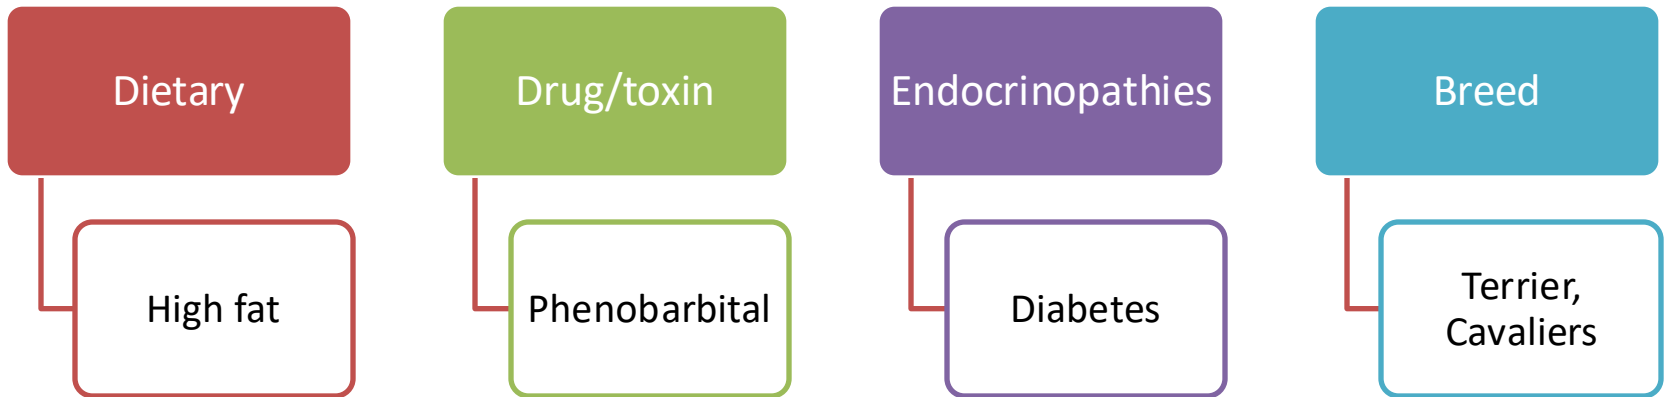 Dietary
Drug/toxin
Endocrinopathies
Breed
High fat
Phenobarbital
Diabetes
Terrier,
Cavaliers